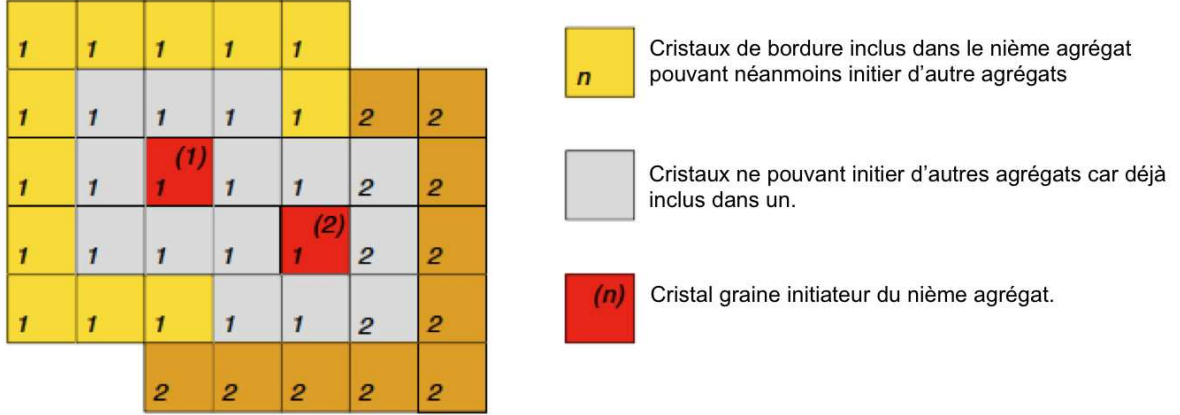 1 1 1 1 1
1 1 1 1 1 2 2
(1)
1 1 1 1 1 2 2
(2)
1 1 1 1 1 2 2
1 1 1 1 1 2 2
2 2 2 2 2
n
Cristaux de bordure inclus dans le nième agrégat
pouvant néanmoins initier d'autre agrégats
Cristaux ne pouvant initier d'autres agrégats car déjà
inclus dans un.
(n)
Cristal graine initiateur du nième agrégat.